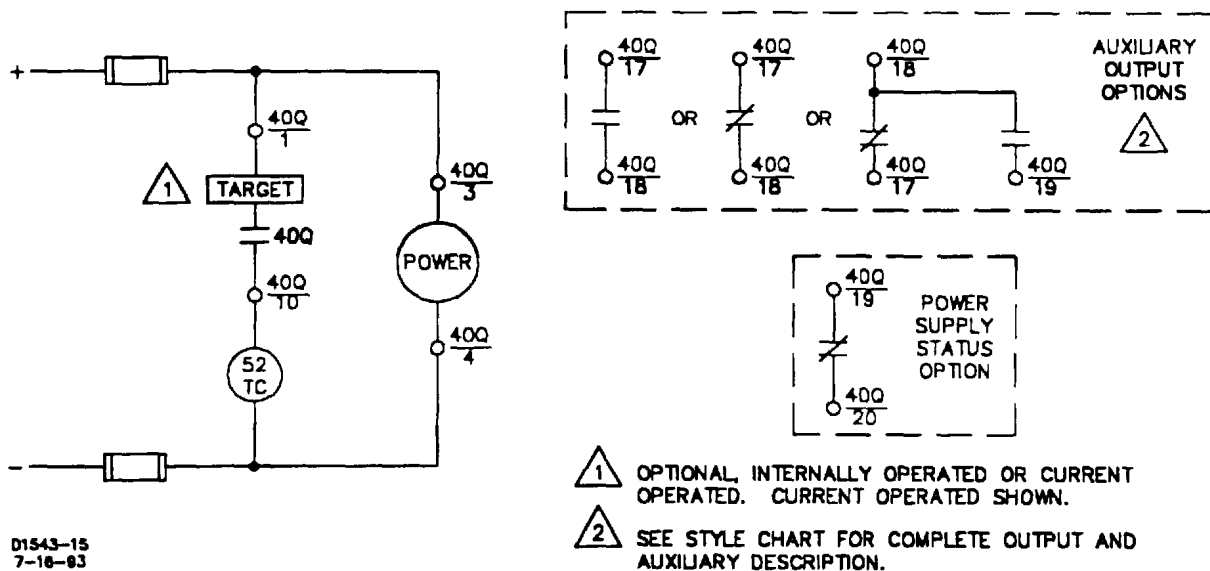 +
40Q
1
1
TARGET
40Q
40Q
10
52
TC
40Q
3
POWER
40Q
4
-
D1543-15
7-16-93
40Q
17
40Q
18
OR
40Q
17
40Q
18
OR
40Q
18
40Q
17
40Q
19
AUXILIARY
OUTPUT
OPTIONS
2
40Q
19
40Q
20
POWER
SUPPLY
STATUS
OPTION
1 OPTIONAL, INTERNALLY OPERATED OR CURRENT
OPERATED. CURRENT OPERATED SHOWN.
2 SEE STYLE CHART FOR COMPLETE OUTPUT AND
AUXILIARY DESCRIPTION.